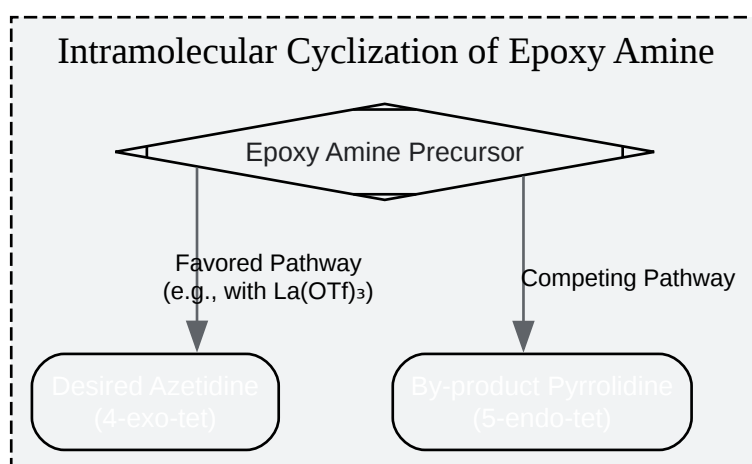 Intramolecular Cyclization of Epoxy Amine
Epoxy Amine Precursor
Favored Pathway
(e.g., with La(OTf)₃)
Competing Pathway
Desired Azetidine
(4-exo-tet)
By-product Pyrrolidine
(5-endo-tet)